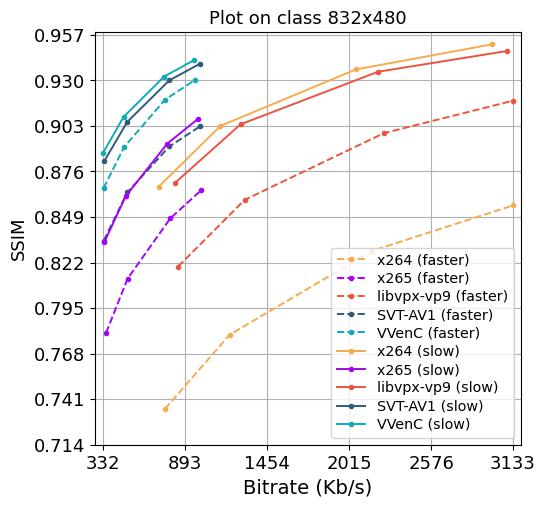 Plot on class 832x480
SSIM
0.957
0.930
0.903
0.876
0.849
0.822
0.795
0.768
0.741
0.714
x264 (faster)
x265 (faster)
libvpx-vp9 (faster)
SVT-AV1 (faster)
VVenC (faster)
x264 (slow)
x265 (slow)
libvpx-vp9 (slow)
SVT-AV1 (slow)
VVenC (slow)
332 893 1454 2015 2576 3133
Bitrate (Kb/s)